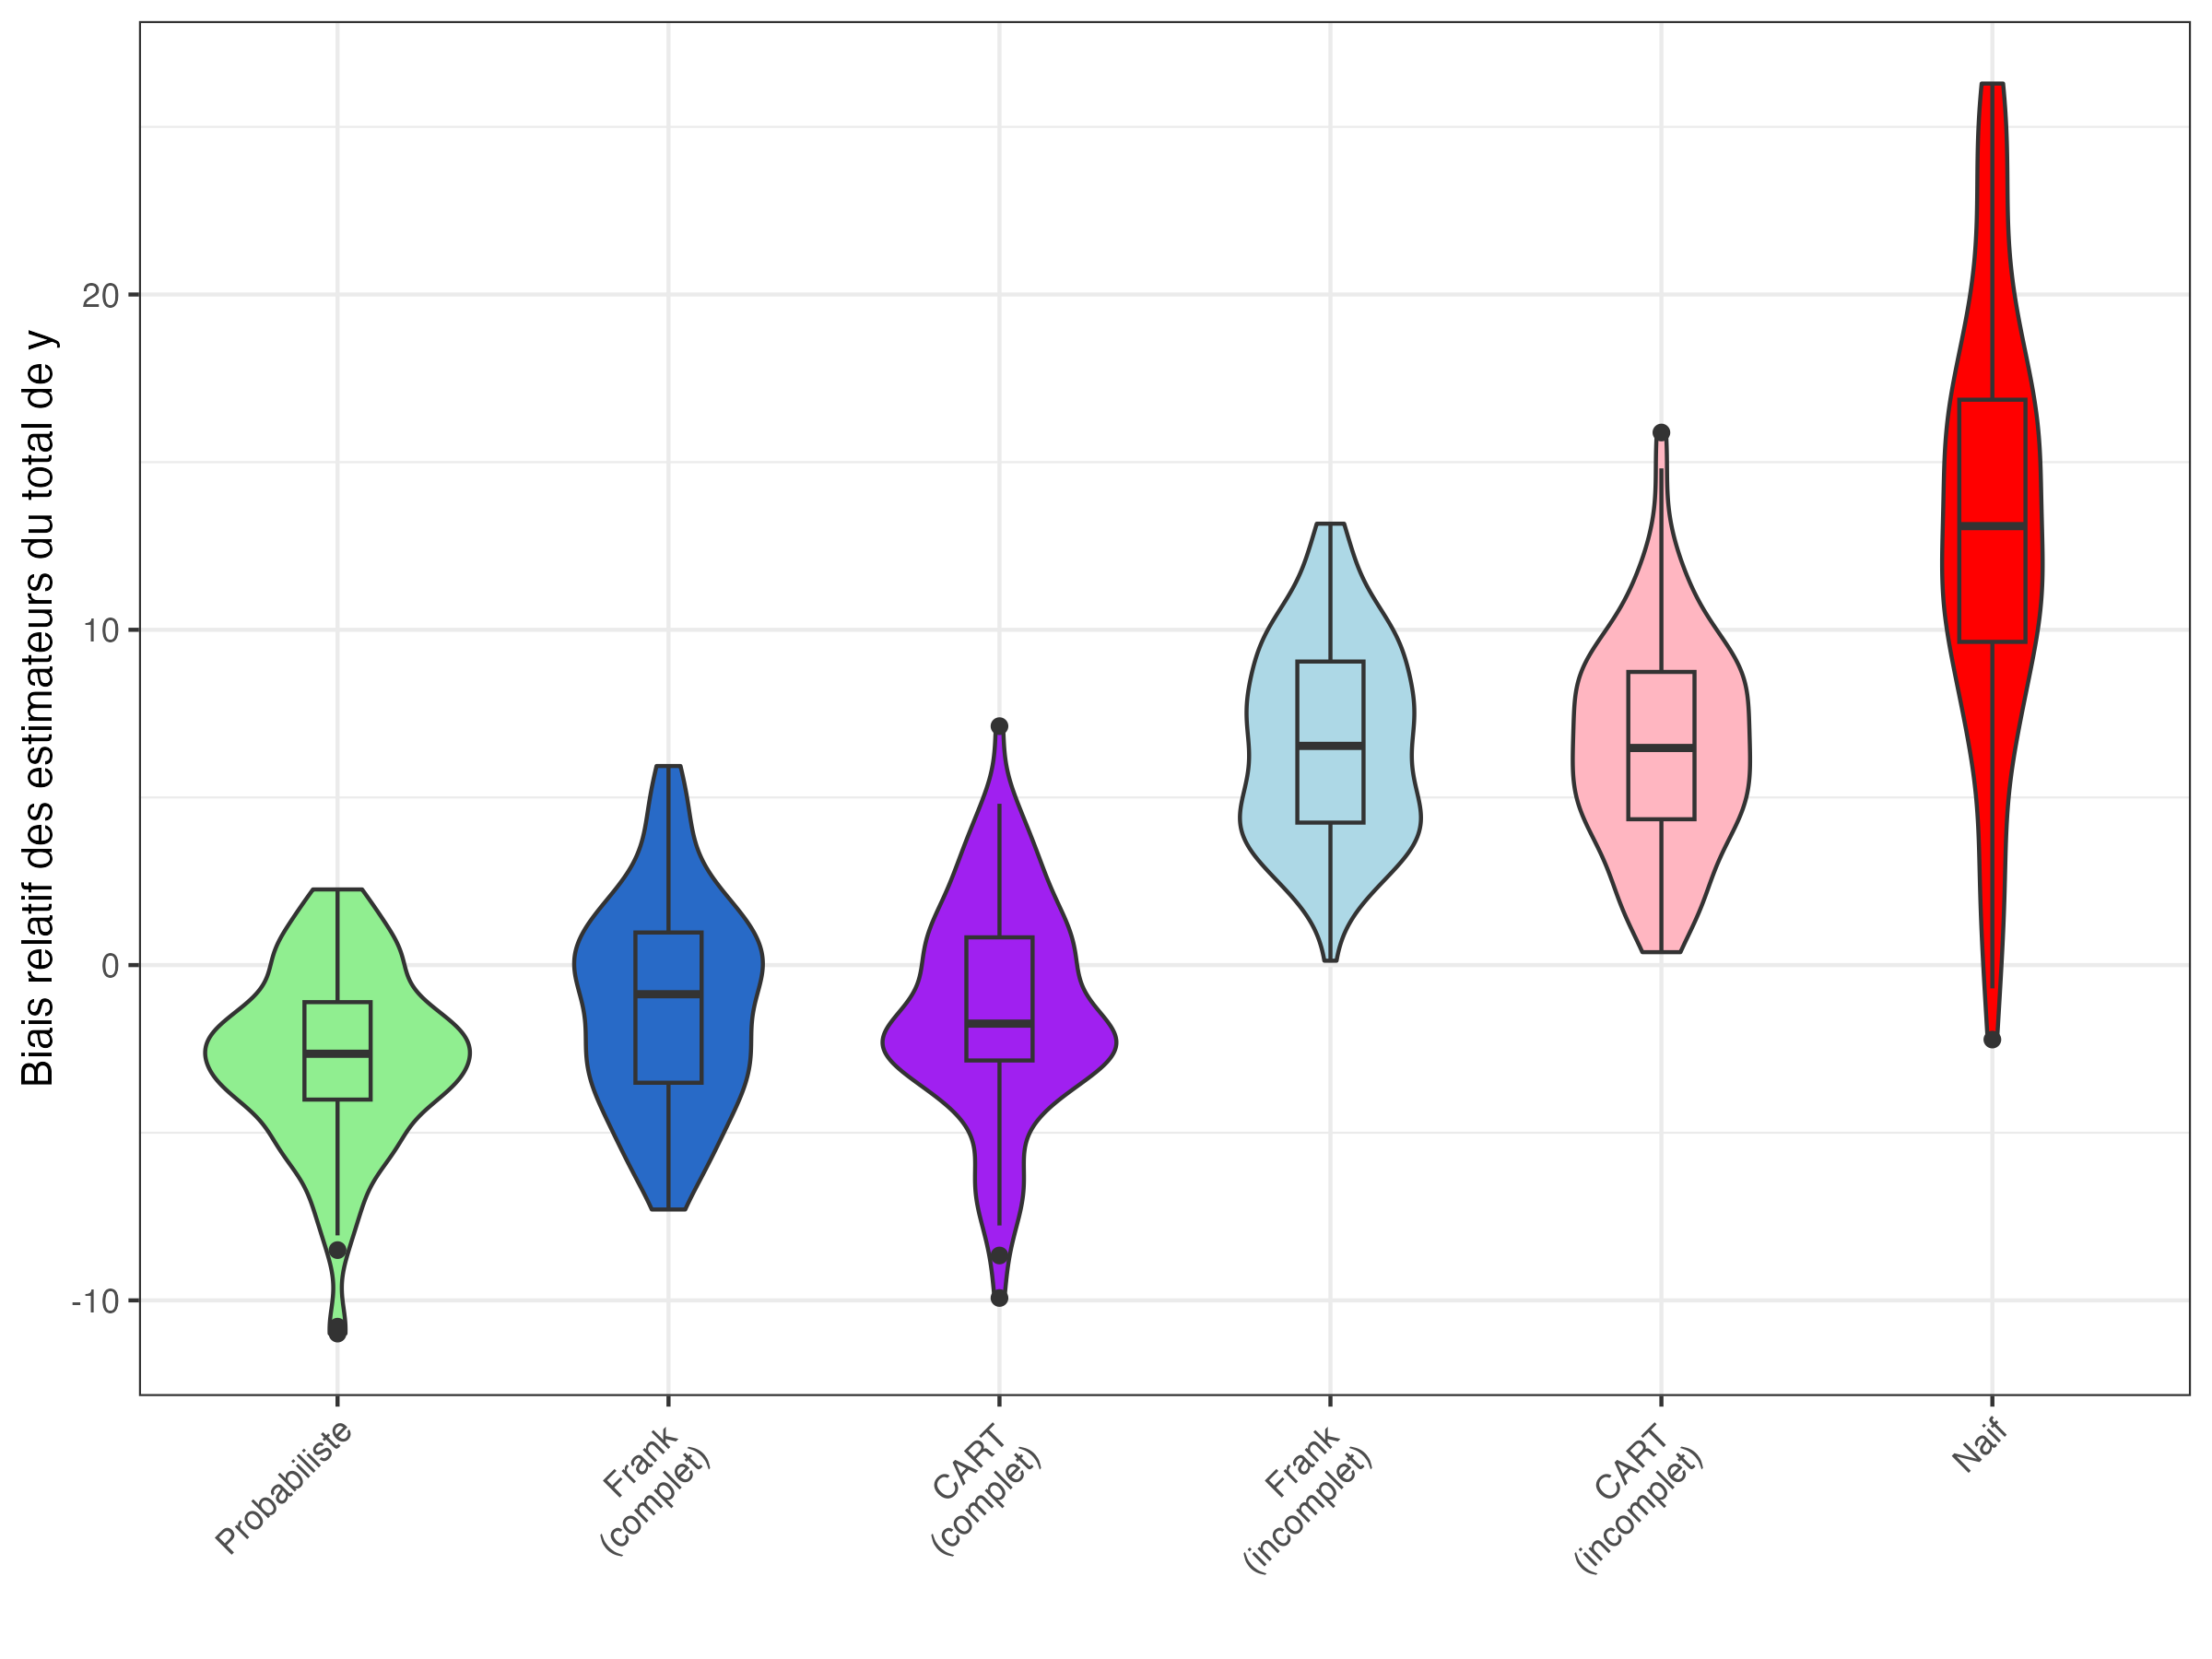 Biais relatif des estimateurs du total de y
20
10
0
-10
Probabiliste
Frank
(complet)
CART
(complet)
Frank
(incomplet)
CART
(incomplet)
Naif